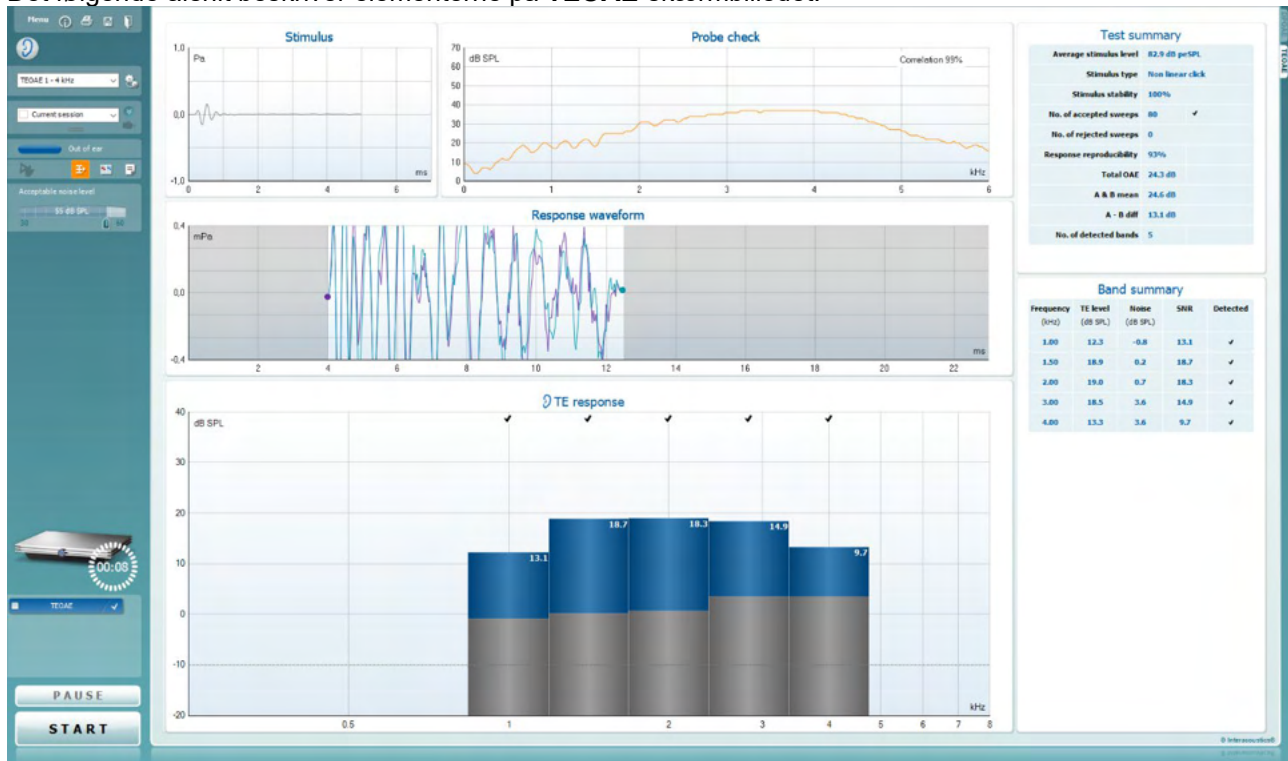 Menu
TEOAE 1 - 4 kHz
Current session
Out of ear
Acceptable noise level
55 dB SPL
30 60
00:08
TEOAE
PAUSE
START
Stimulus
1.0
Pa
0.0
-1.0
ms
0 2 4 6
Probe check
70
dB SPL
Correlation 99%
60
50
40
30
20
10
0
kHz
0 1 2 3 4 5 6
Response waveform
0,4
mPa
0,0
-0,4
ms
2 4 6 8 10 12 14 16 18 20 22
TE response
40
dB SPL
30
20
18.7 18.3 14.9
10
13.1 9.7
0
-10
-20
kHz
0.5 1 2 3 4 5 6 7 8
Test summary
Average stimulus level 82.9 dB peSPL
Stimulus type Non linear click
Stimulus stability 100%
No. of accepted sweeps 80 ✓
No. of rejected sweeps 0
Response reproducibility 93%
Total OAE 24.3 dB
A & B mean 24.6 dB
A - B diff 13.1 dB
No. of detected bands 5
Band summary
Frequency TE level Noise SNR Detected
(kHz) (dB SPL) (dB SPL)
1.00 12.3 -0.8 13.1 ✓
1.50 18.9 0.2 18.7 ✓
2.00 19.0 0.7 18.3 ✓
3.00 18.5 3.6 14.9 ✓
4.00 13.3 3.6 9.7 ✓
TEOAE
© Interacoustics®